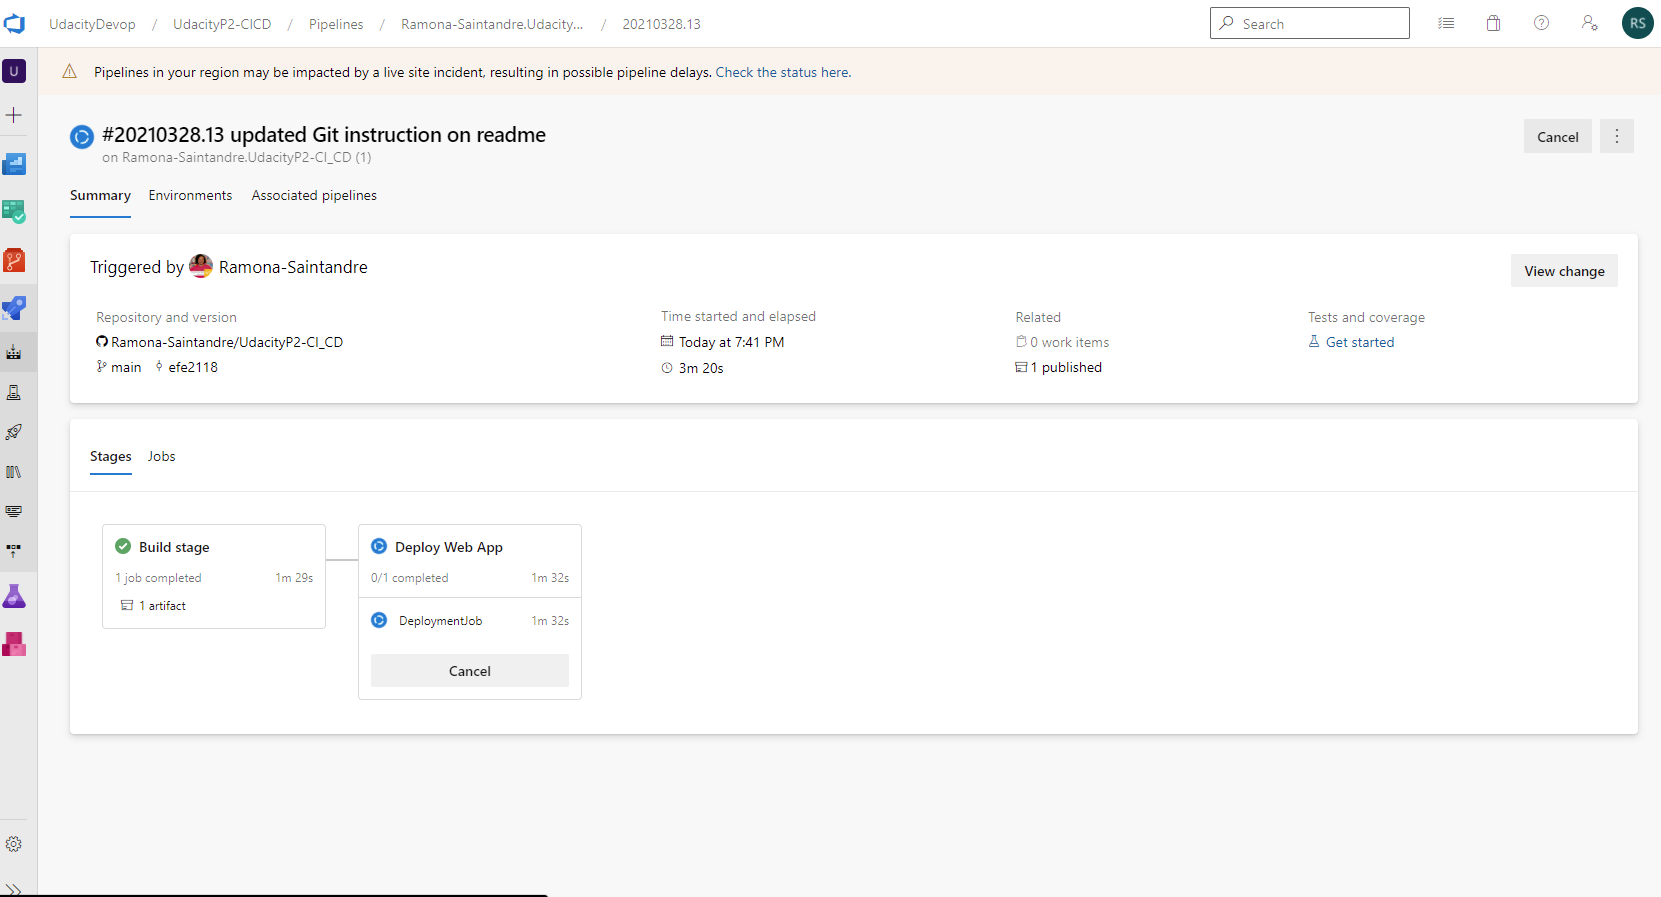 UdacityDevop / UdacityP2-CICD / Pipelines / Ramona-Saintandre.Udacity... / 20210328.13
Search
RS
U
Pipelines in your region may be impacted by a live site incident, resulting in possible pipeline delays. Check the status here.
#20210328.13 updated Git instruction on readme
on Ramona-Saintandre.UdacityP2-CI_CD (1)
Cancel
Summary Environments Associated pipelines
Triggered by Ramona-Saintandre
View change
Repository and version
Ramona-Saintandre/UdacityP2-CI_CD
main efe2118
Time started and elapsed
Today at 7:41 PM
3m 20s
Related
0 work items
1 published
Tests and coverage
Get started
Stages Jobs
Build stage
1 job completed 1m 29s
1 artifact
Deploy Web App
0/1 completed 1m 32s
DeploymentJob 1m 32s
Cancel